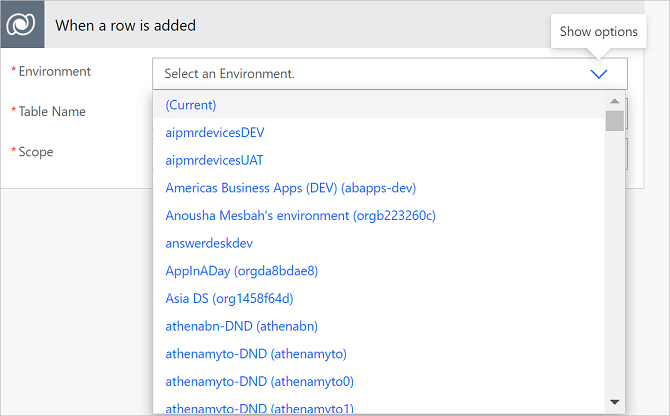 When a row is added
Show options
* Environment
Select an Environment.
(Current)
* Table Name
aipmrdevicesDEV
* Scope
aipmrdevicesUAT
Americas Business Apps (DEV) (abapps-dev)
Anousha Mesbah's environment (orgb223260c)
answerdeskdev
AppInADay (orgda8bdae8)
Asia DS (org1458f64d)
athenabn-DND (athenabn)
athenamyto-DND (athenamyto)
athenamyto-DND (athenamyto0)
athenamyto-DND (athenamyto1)